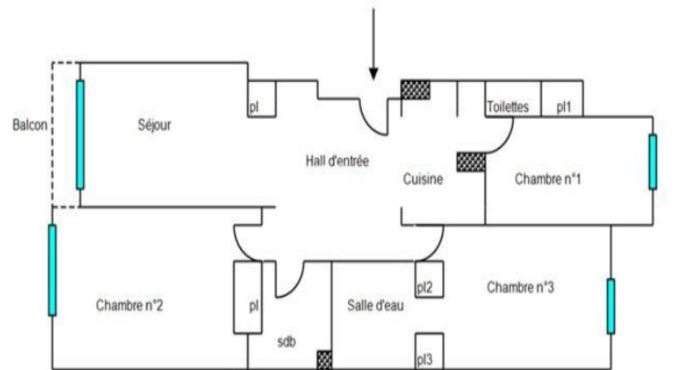 pl
Toilettes
pl1
Balcon
Séjour
Hall d'entrée
Cuisine
Chambre n°1
Chambre n°2
pl
sdb
Salle d'eau
pl2
Chambre n°3
pl3